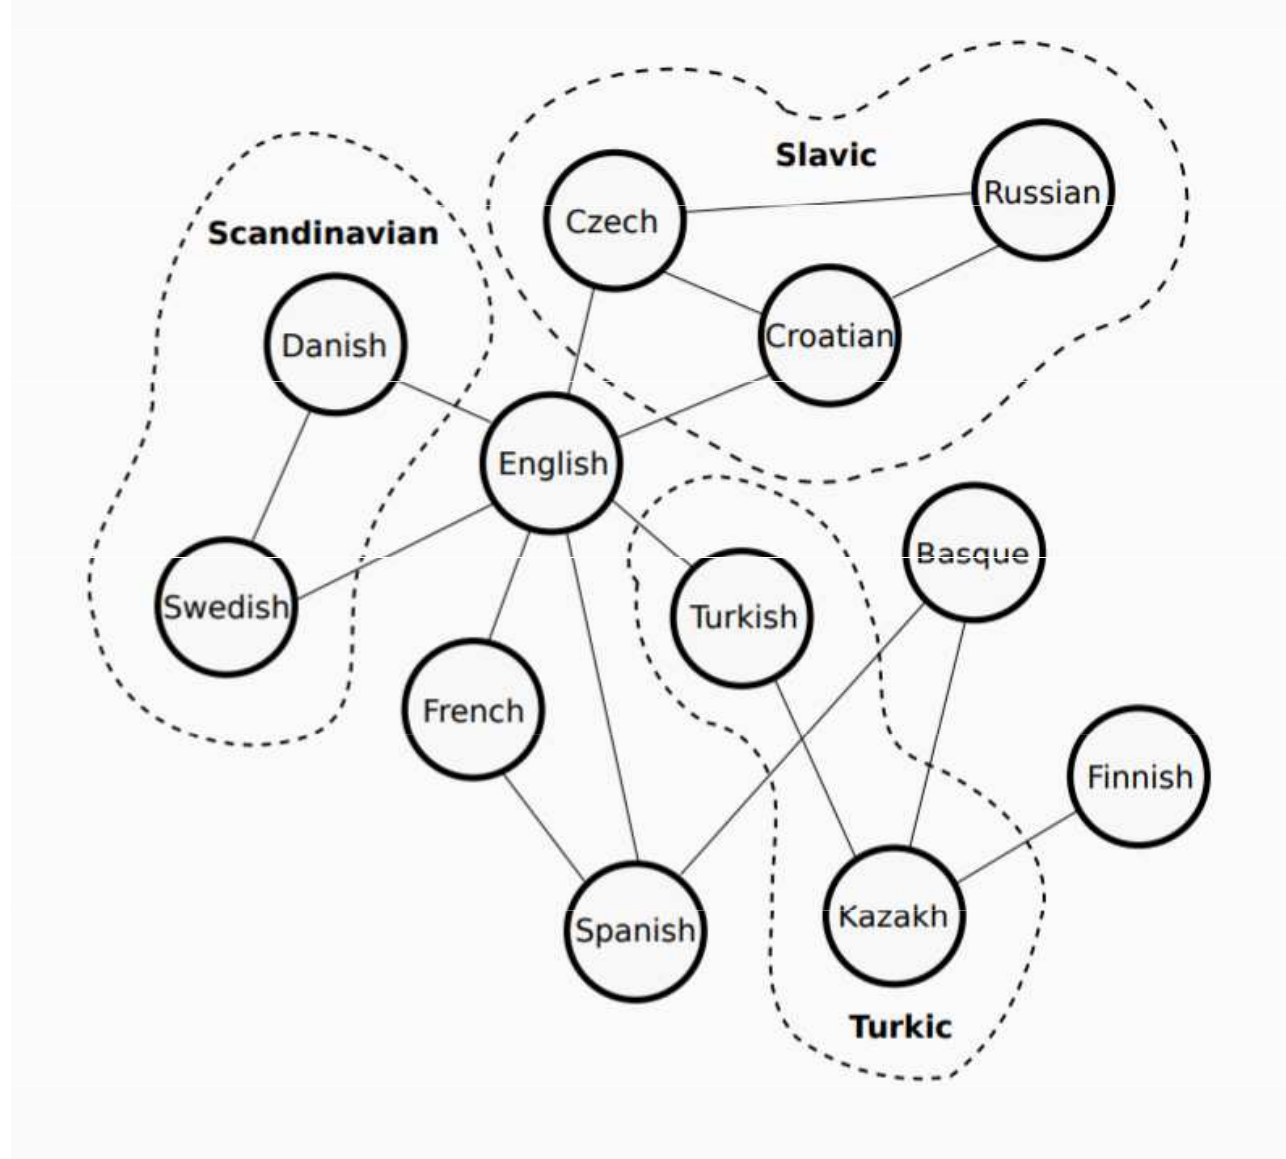 Slavic
Russian
Czech
Scandinavian
Croatian
Danish
English
Basque
Swedish
Turkish
French
Finnish
Kazakh
Spanish
Turkic